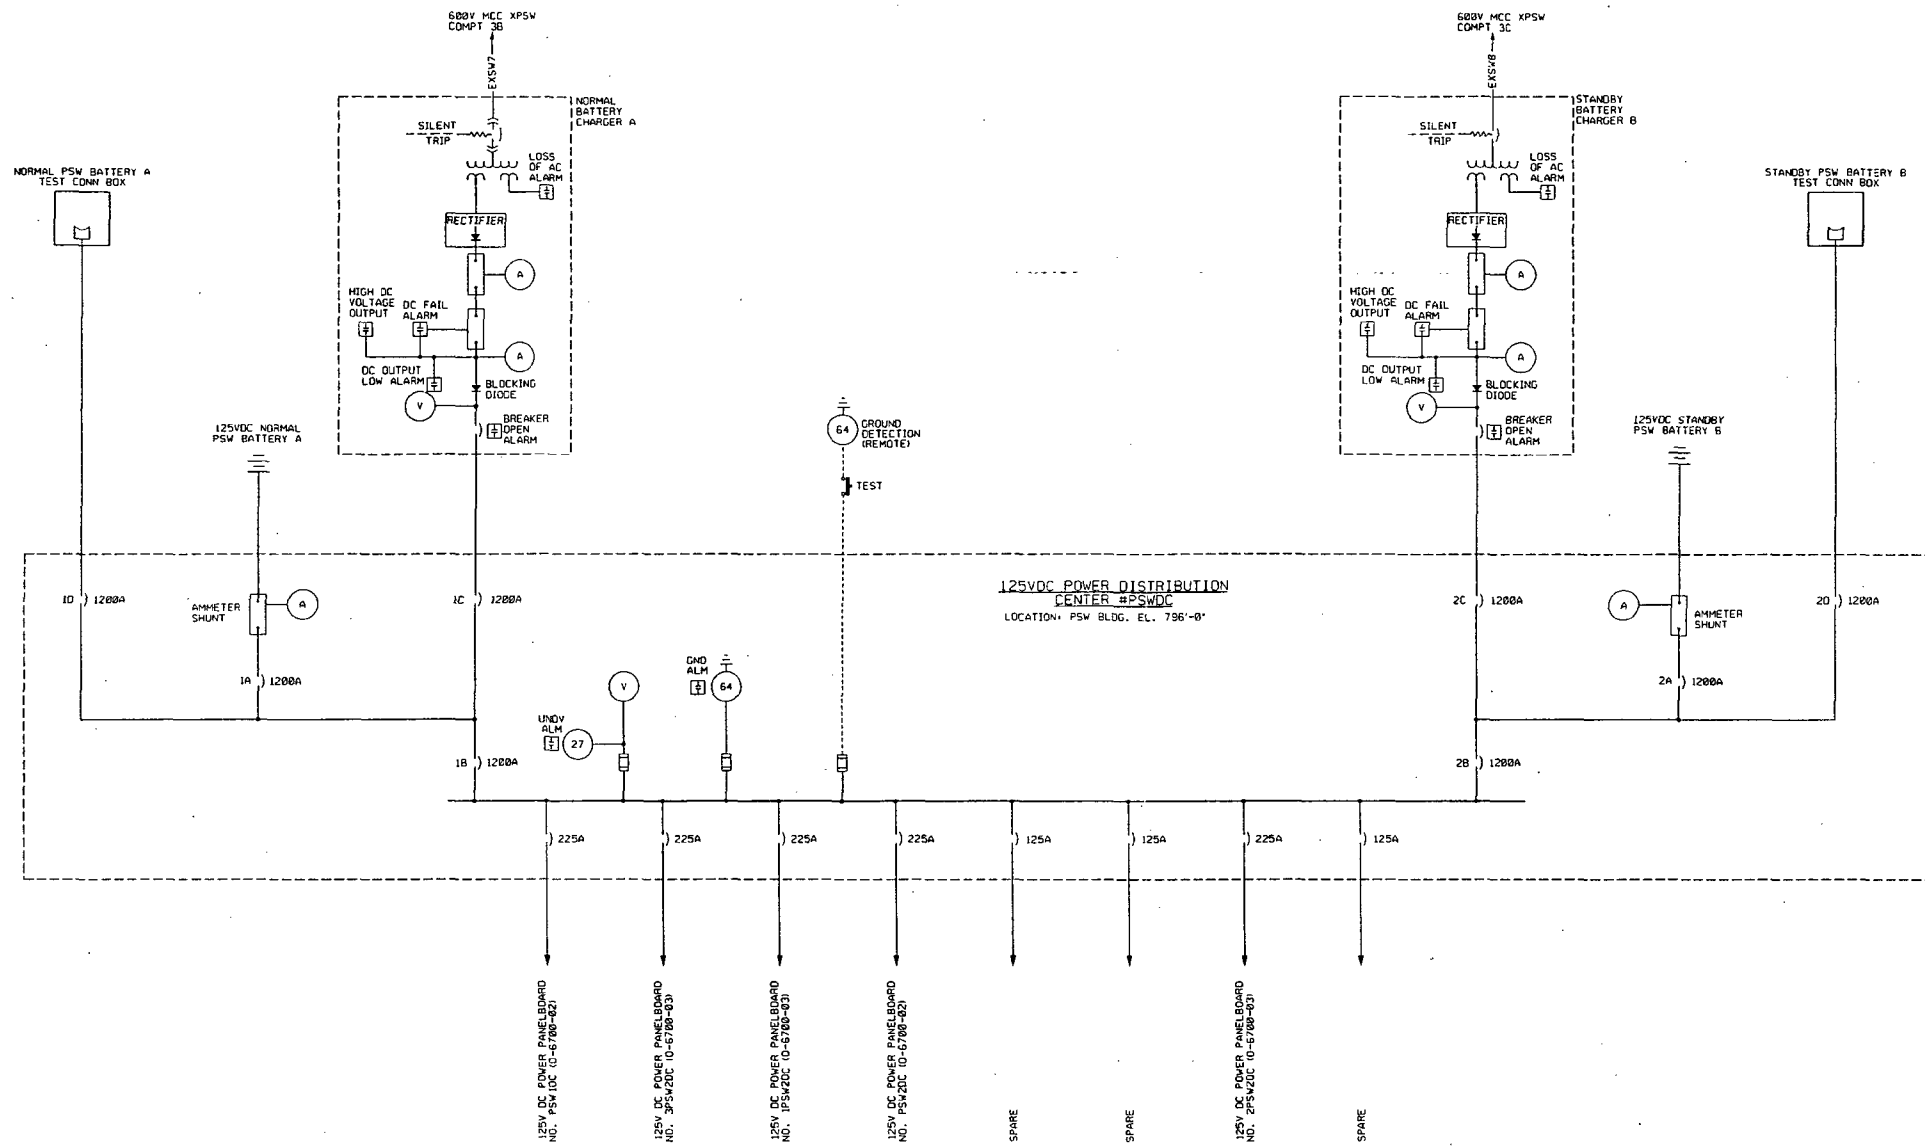 600V MCC XPSW
COMPT 3B
EXSW7
NORMAL
BATTERY
CHARGER A
SILENT
TRIP
LOSS
OF AC
ALARM
RECTIFIER
A
HIGH DC
VOLTAGE
OUTPUT
DC FAIL
ALARM
A
DC OUTPUT
LOW ALARM
BLOCKING
DIODE
V
BREAKER
OPEN
ALARM
NORMAL PSW BATTERY A
TEST CONN BOX
125VDC NORMAL
PSW BATTERY A
64
GROUND
DETECTION
(REMOTE)
TEST
600V MCC XPSW
COMPT 3C
EXSW8
STANDBY
BATTERY
CHARGER B
SILENT
TRIP
LOSS
OF AC
ALARM
RECTIFIER
A
HIGH DC
VOLTAGE
OUTPUT
DC FAIL
ALARM
A
DC OUTPUT
LOW ALARM
BLOCKING
DIODE
V
BREAKER
OPEN
ALARM
STANDBY PSW BATTERY B
TEST CONN BOX
125VDC STANDBY
PSW BATTERY B
125VDC POWER DISTRIBUTION
CENTER #PSWDC
LOCATION: PSW BLDG. EL. 796'-0"
1D 1200A
AMMETER
SHUNT
A
1C 1200A
2C 1200A
A
AMMETER
SHUNT
2D 1200A
1A 1200A
2A 1200A
V
GND
ALM
64
UNDV
ALM
27
1B 1200A
2B 1200A
225A
225A
225A
225A
125A
125A
225A
125A
125V DC POWER PANELBOARD
NO. PSW1DC (O-6700-02)
125V DC POWER PANELBOARD
NO. 3PSW2DC (O-6700-03)
125V DC POWER PANELBOARD
NO. 1PSW2DC (O-6700-03)
125V DC POWER PANELBOARD
NO. PSW2DC (O-6700-02)
SPARE
SPARE
125V DC POWER PANELBOARD
NO. 2PSW2DC (O-6700-03)
SPARE